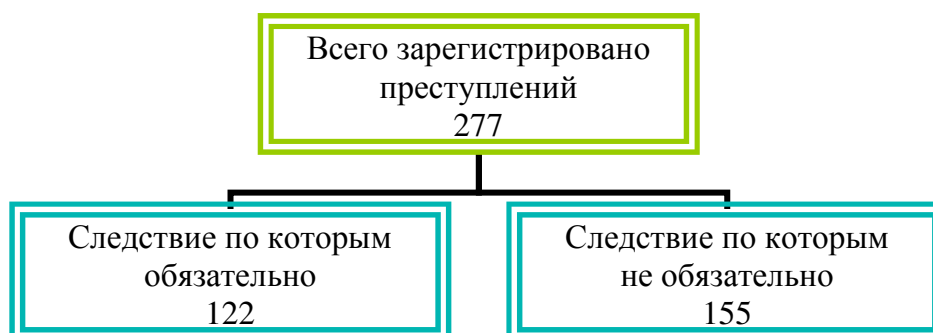 Всего зарегистрировано
преступлений
277
Следствие по которым
обязательно
122
Следствие по которым
не обязательно
155